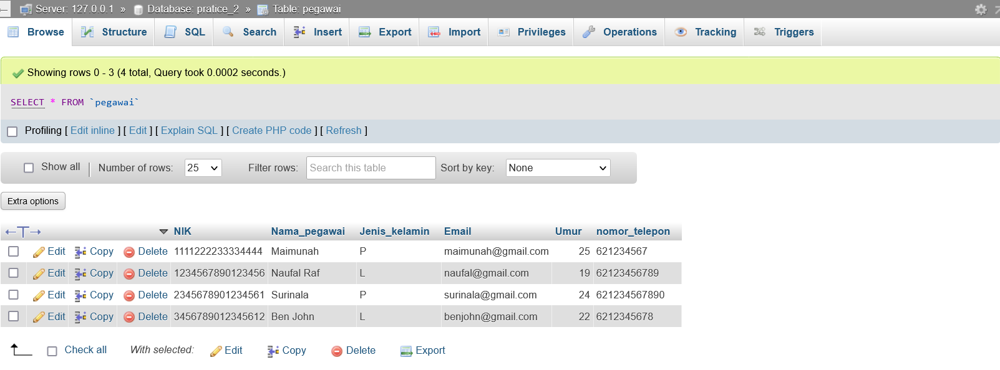 Server: 127.0.0.1 » Database: pratice_2 » Table: pegawai
Browse Structure SQL Search Insert Export Import Privileges Operations Tracking Triggers
Showing rows 0 - 3 (4 total, Query took 0.0002 seconds.)
SELECT * FROM `pegawai`
Profiling [ Edit inline ] [ Edit ] [ Explain SQL ] [ Create PHP code ] [ Refresh ]
Show all Number of rows: 25 Filter rows: Search this table Sort by key: None
Extra options
NIK Nama_pegawai Jenis_kelamin Email Umur nomor_telepon
Edit Copy Delete 1111222233334444 Maimunah P maimunah@gmail.com 25 621234567
Edit Copy Delete 1234567890123456 Naufal Raf L naufal@gmail.com 19 62123456789
Edit Copy Delete 2345678901234561 Surinala P surinala@gmail.com 24 621234567890
Edit Copy Delete 3456789012345612 Ben John L benjohn@gmail.com 22 6212345678
Check all With selected: Edit Copy Delete Export